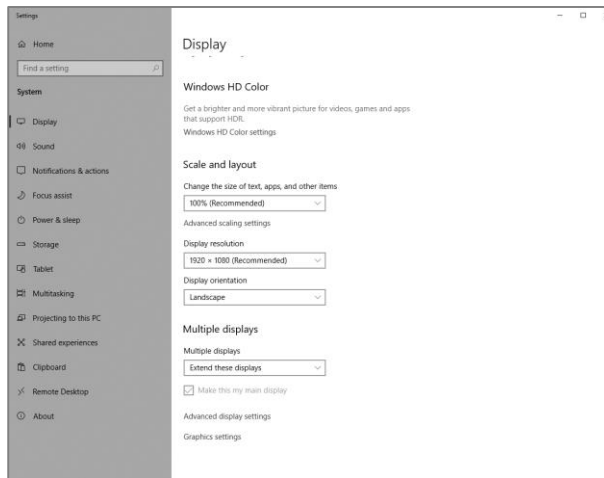 Settings
Home
Find a setting
System
Display
Sound
Notifications & actions
Focus assist
Power & sleep
Storage
Tablet
Multitasking
Projecting to this PC
Shared experiences
Clipboard
Remote Desktop
About
Display
Windows HD Color
Get a brighter and more vibrant picture for videos, games and apps
that support HDR.
Windows HD Color settings
Scale and layout
Change the size of text, apps, and other items
100% (Recommended)
Advanced scaling settings
Display resolution
1920 × 1080 (Recommended)
Display orientation
Landscape
Multiple displays
Multiple displays
Extend these displays
Make this my main display
Advanced display settings
Graphics settings